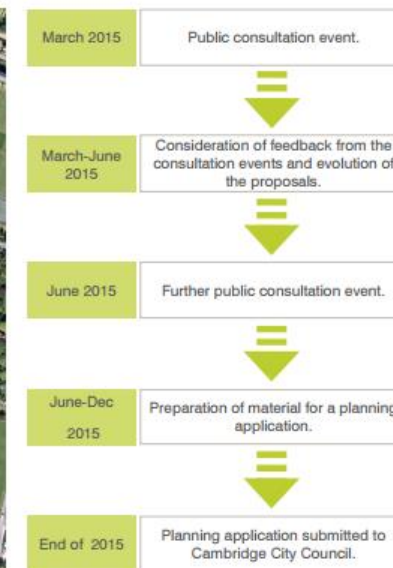 March 2015
Public consultation event.
March-June
2015
Consideration of feedback from the
consultation events and evolution of
the proposals.
June 2015
Further public consultation event.
June-Dec
2015
Preparation of material for a planning
application.
End of 2015
Planning application submitted to
Cambridge City Council.